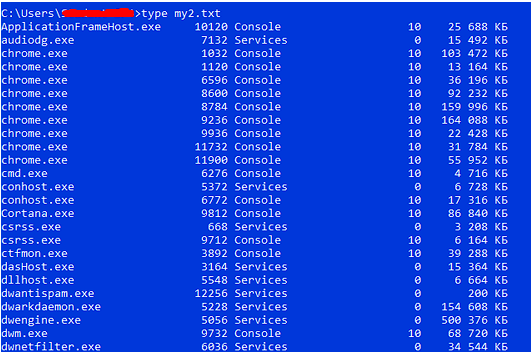 C:\Users\ >type my2.txt
ApplicationFrameHost.exe 10120 Console 10 25 688 КБ
audiodg.exe 7132 Services 0 15 492 КБ
chrome.exe 1032 Console 10 103 472 КБ
chrome.exe 1120 Console 10 13 164 КБ
chrome.exe 6596 Console 10 36 196 КБ
chrome.exe 8600 Console 10 92 232 КБ
chrome.exe 8784 Console 10 159 996 КБ
chrome.exe 9236 Console 10 164 088 КБ
chrome.exe 9936 Console 10 22 428 КБ
chrome.exe 11732 Console 10 31 784 КБ
chrome.exe 11900 Console 10 55 952 КБ
cmd.exe 6276 Console 10 4 716 КБ
conhost.exe 5372 Services 0 6 728 КБ
conhost.exe 6772 Console 10 17 316 КБ
Cortana.exe 9812 Console 10 86 840 КБ
csrss.exe 668 Services 0 3 208 КБ
csrss.exe 9712 Console 10 6 164 КБ
ctfmon.exe 3892 Console 10 39 288 КБ
dasHost.exe 3164 Services 0 15 364 КБ
dllhost.exe 5548 Services 0 6 664 КБ
dwantispam.exe 12256 Services 0 200 КБ
dwarkdaemon.exe 5228 Services 0 154 608 КБ
dwengine.exe 5056 Services 0 500 376 КБ
dwm.exe 9732 Console 10 68 720 КБ
dwnetfilter.exe 6036 Services 0 34 544 КБ